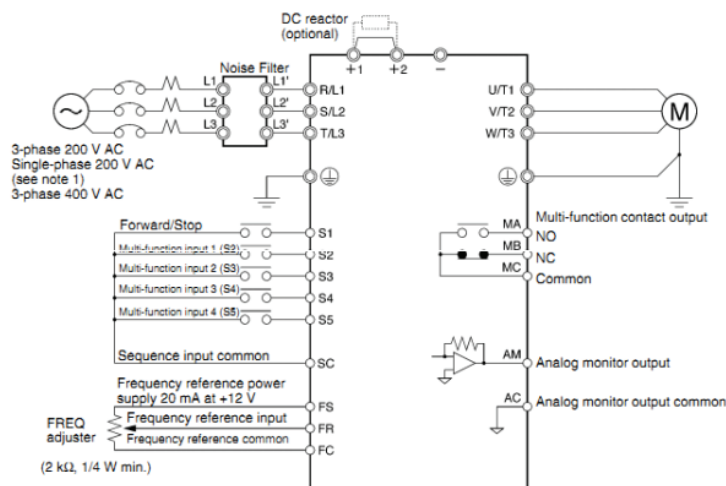 DC reactor
(optional)
+1
+2
−
Noise Filter
L1
L1'
R/L1
U/T1
L2
L2'
S/L2
V/T2
M
L3
L3'
T/L3
W/T3
3-phase 200 V AC
Single-phase 200 V AC
(see note 1)
3-phase 400 V AC
Forward/Stop
S1
MA
Multi-function contact output
NO
Multi-function input 1 (S2)
S2
MB
NC
Multi-function input 2 (S3)
S3
MC
Common
Multi-function input 3 (S4)
S4
Multi-function input 4 (S5)
S5
Sequence input common
SC
AM
Analog monitor output
Frequency reference power
supply 20 mA at +12 V
FS
AC
Analog monitor output common
FREQ
adjuster
Frequency reference input
FR
Frequency reference common
FC
(2 kΩ, 1/4 W min.)